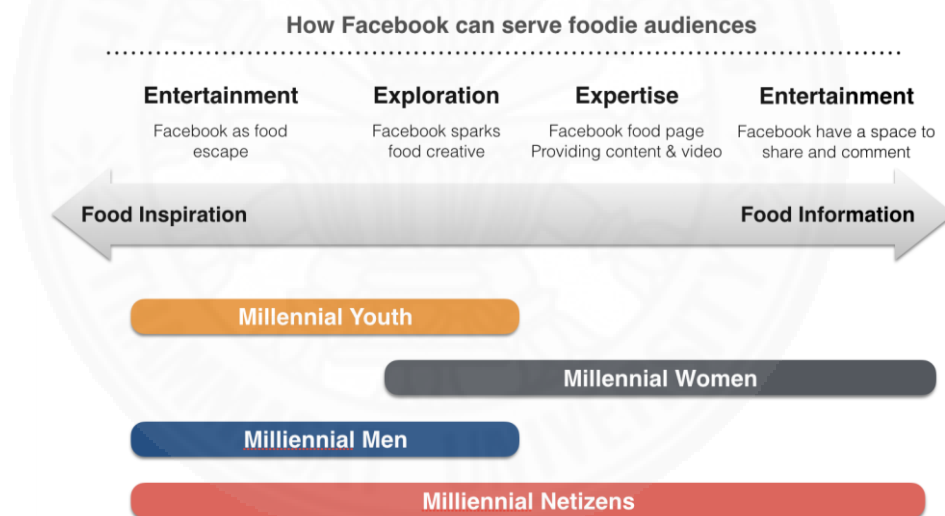 How Facebook can serve foodie audiences
Entertainment
Facebook as food
escape
Exploration
Facebook sparks
food creative
Expertise
Facebook food page
Providing content & video
Entertainment
Facebook have a space to
share and comment
Food Inspiration
Food Information
Millennial Youth
Millennial Women
Milliennial Men
Milliennial Netizens